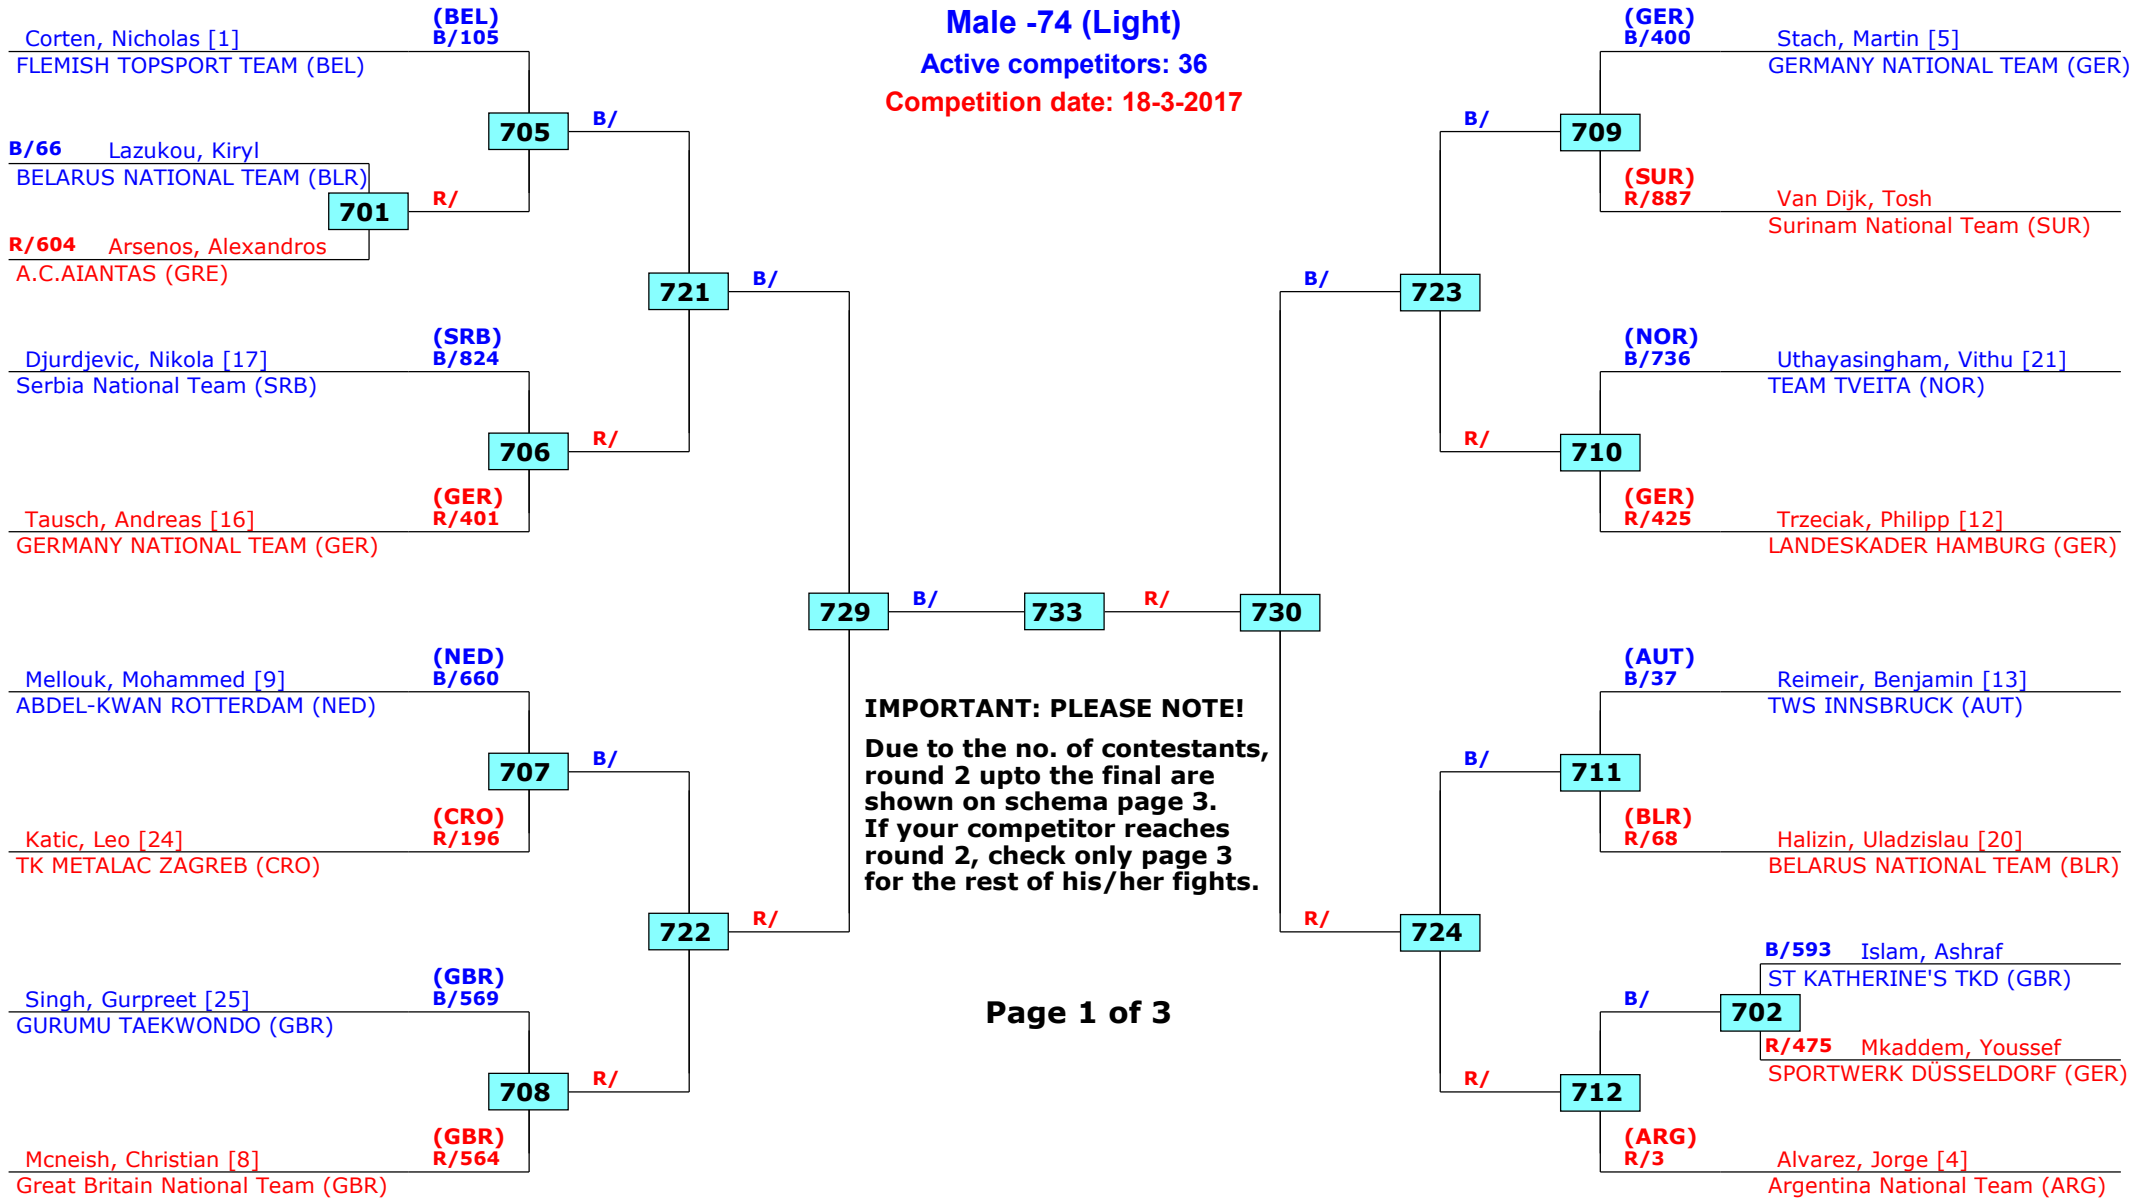 Male -74 (Light)
Active competitors: 36
Competition date: 18-3-2017
(BEL)
Corten, Nicholas [1] B/105
FLEMISH TOPSPORT TEAM (BEL)
705 B/
B/66 Lazukou, Kiryl
BELARUS NATIONAL TEAM (BLR)
701 R/
R/604 Arsenos, Alexandros
A.C.AIANTAS (GRE)
721 B/
(SRB)
Djurdjevic, Nikola [17] B/824
Serbia National Team (SRB)
706 R/
(GER)
Tausch, Andreas [16] R/401
GERMANY NATIONAL TEAM (GER)
729 B/ 733 R/ 730
(NED)
Mellouk, Mohammed [9] B/660
ABDEL-KWAN ROTTERDAM (NED)
707 B/
(CRO)
Katic, Leo [24] R/196
TK METALAC ZAGREB (CRO)
722 R/
(GBR)
Singh, Gurpreet [25] B/569
GURUMU TAEKWONDO (GBR)
708 R/
(GBR)
Mcneish, Christian [8] R/564
Great Britain National Team (GBR)
IMPORTANT: PLEASE NOTE!
Due to the no. of contestants,
round 2 upto the final are
shown on schema page 3.
If your competitor reaches
round 2, check only page 3
for the rest of his/her fights.
Page 1 of 3
(GER)
B/400 Stach, Martin [5]
GERMANY NATIONAL TEAM (GER)
B/ 709
(SUR)
R/887 Van Dijk, Tosh
Surinam National Team (SUR)
B/ 723
(NOR)
B/736 Uthayasingham, Vithu [21]
TEAM TVEITA (NOR)
R/ 710
(GER)
R/425 Trzeciak, Philipp [12]
LANDESKADER HAMBURG (GER)
(AUT)
B/37 Reimeir, Benjamin [13]
TWS INNSBRUCK (AUT)
B/ 711
(BLR)
R/68 Halizin, Uladzislau [20]
BELARUS NATIONAL TEAM (BLR)
R/ 724
B/593 Islam, Ashraf
ST KATHERINE'S TKD (GBR)
B/ 702
R/475 Mkaddem, Youssef
SPORTWERK DÜSSELDORF (GER)
R/ 712
(ARG)
R/3 Alvarez, Jorge [4]
Argentina National Team (ARG)